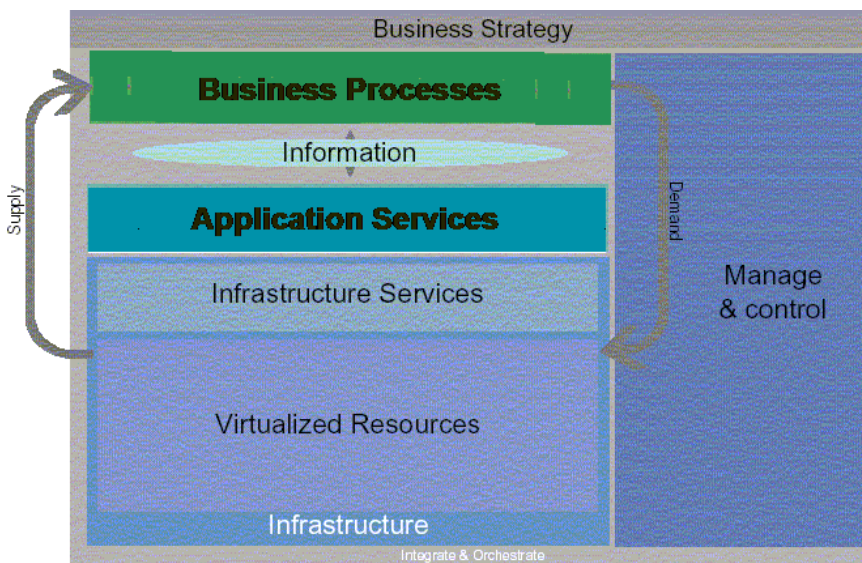 Business Strategy
Business Processes
Information
Supply
Demand
Application Services
Infrastructure Services
Manage
& control
Virtualized Resources
Infrastructure
Integrate & Orchestrate